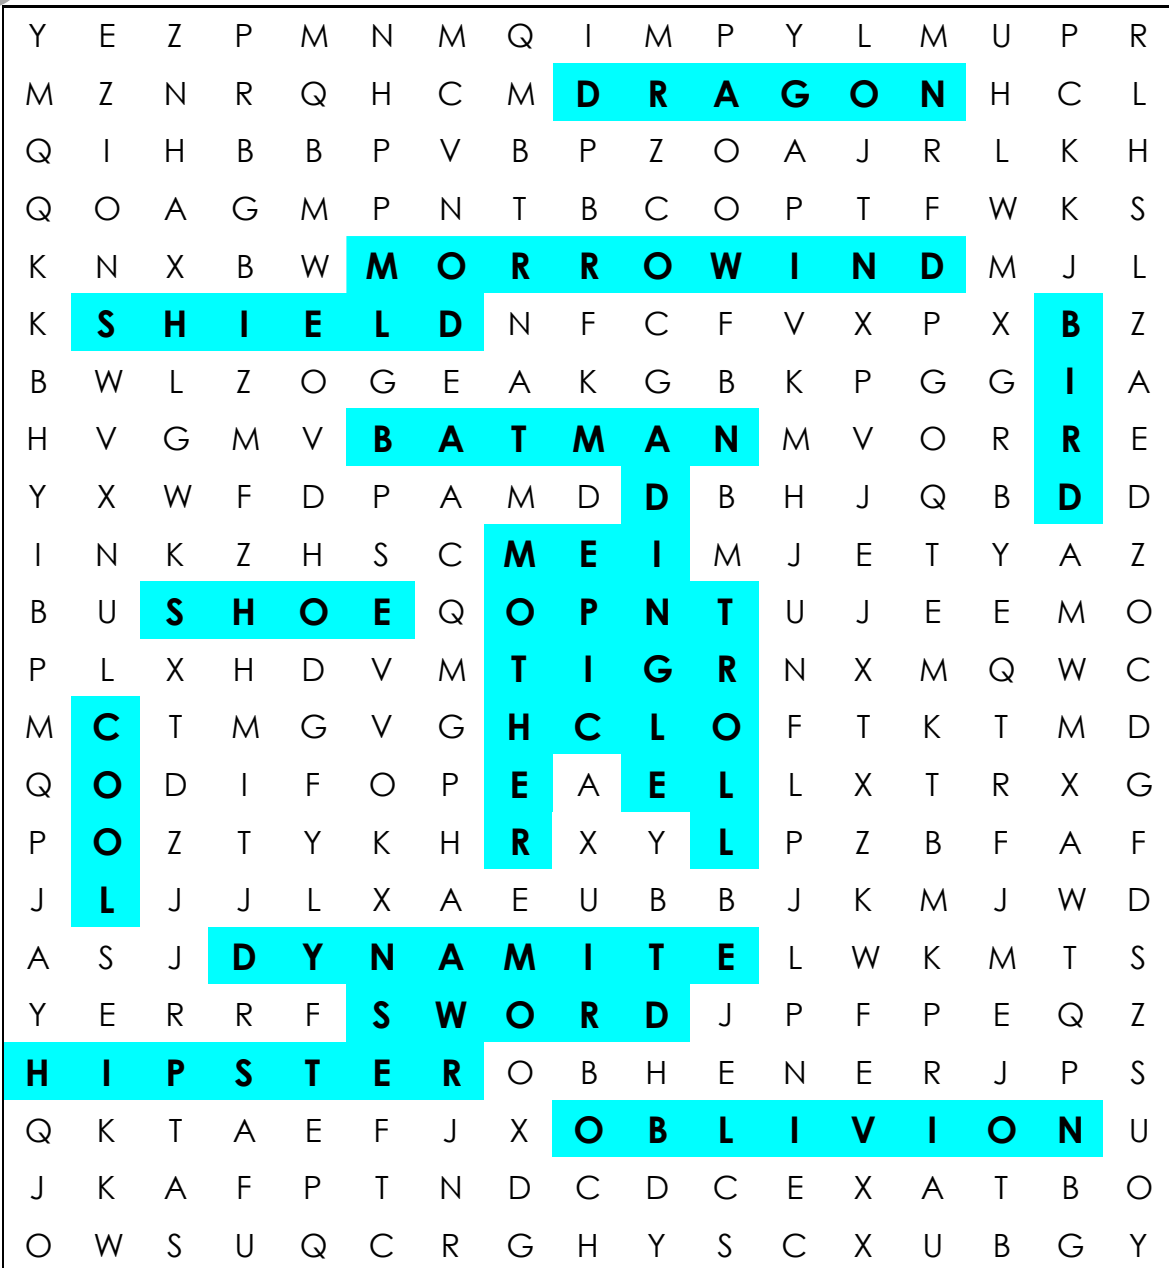 Y E Z P M N M Q I M P Y L M U P R
M Z N R Q H C M D R A G O N H C L
Q I H B B P V B P Z O A J R L K H
Q O A G M P N T B C O P T F W K S
K N X B W M O R R O W I N D M J L
K S H I E L D N F C F V X P X B Z
B W L Z O G E A K G B K P G G I A
H V G M V B A T M A N M V O R R E
Y X W F D P A M D D B H J Q B D D
I N K Z H S C M E I M J E T Y A Z
B U S H O E Q O P N T U J E E M O
P L X H D V M T I G R N X M Q W C
M C T M G V G H C L O F T K T M D
Q O D I F O P E A E L L X T R X G
P O Z T Y K H R X Y L P Z B F A F
J L J J L X A E U B B J K M J W D
A S J D Y N A M I T E L W K M T S
Y E R R F S W O R D J P F P E Q Z
H I P S T E R O B H E N E R J P S
Q K T A E F J X O B L I V I O N U
J K A F P T N D C D C E X A T B O
O W S U Q C R G H Y S C X U B G Y